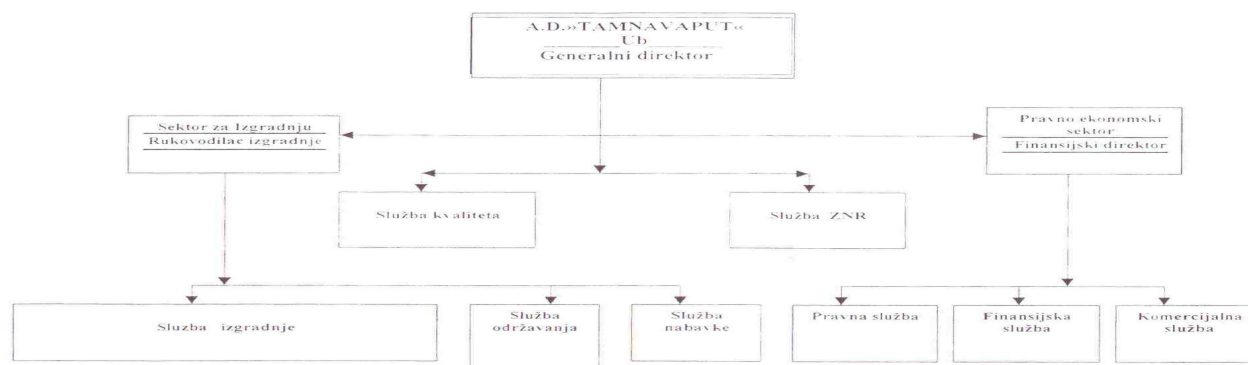 A.D.»TAMNAVAPUT«
Ub
Generalni direktor
Sektor za Izgradnju
Rukovodilac izgradnje
Pravno ekonomski
sektor
Finansijski direktor
Služba kvaliteta
Služba ZNR
Sluzba izgradnje
Služba
održavanja
Služba
nabavke
Pravna služba
Finansijska
služba
Komercijalna
služba